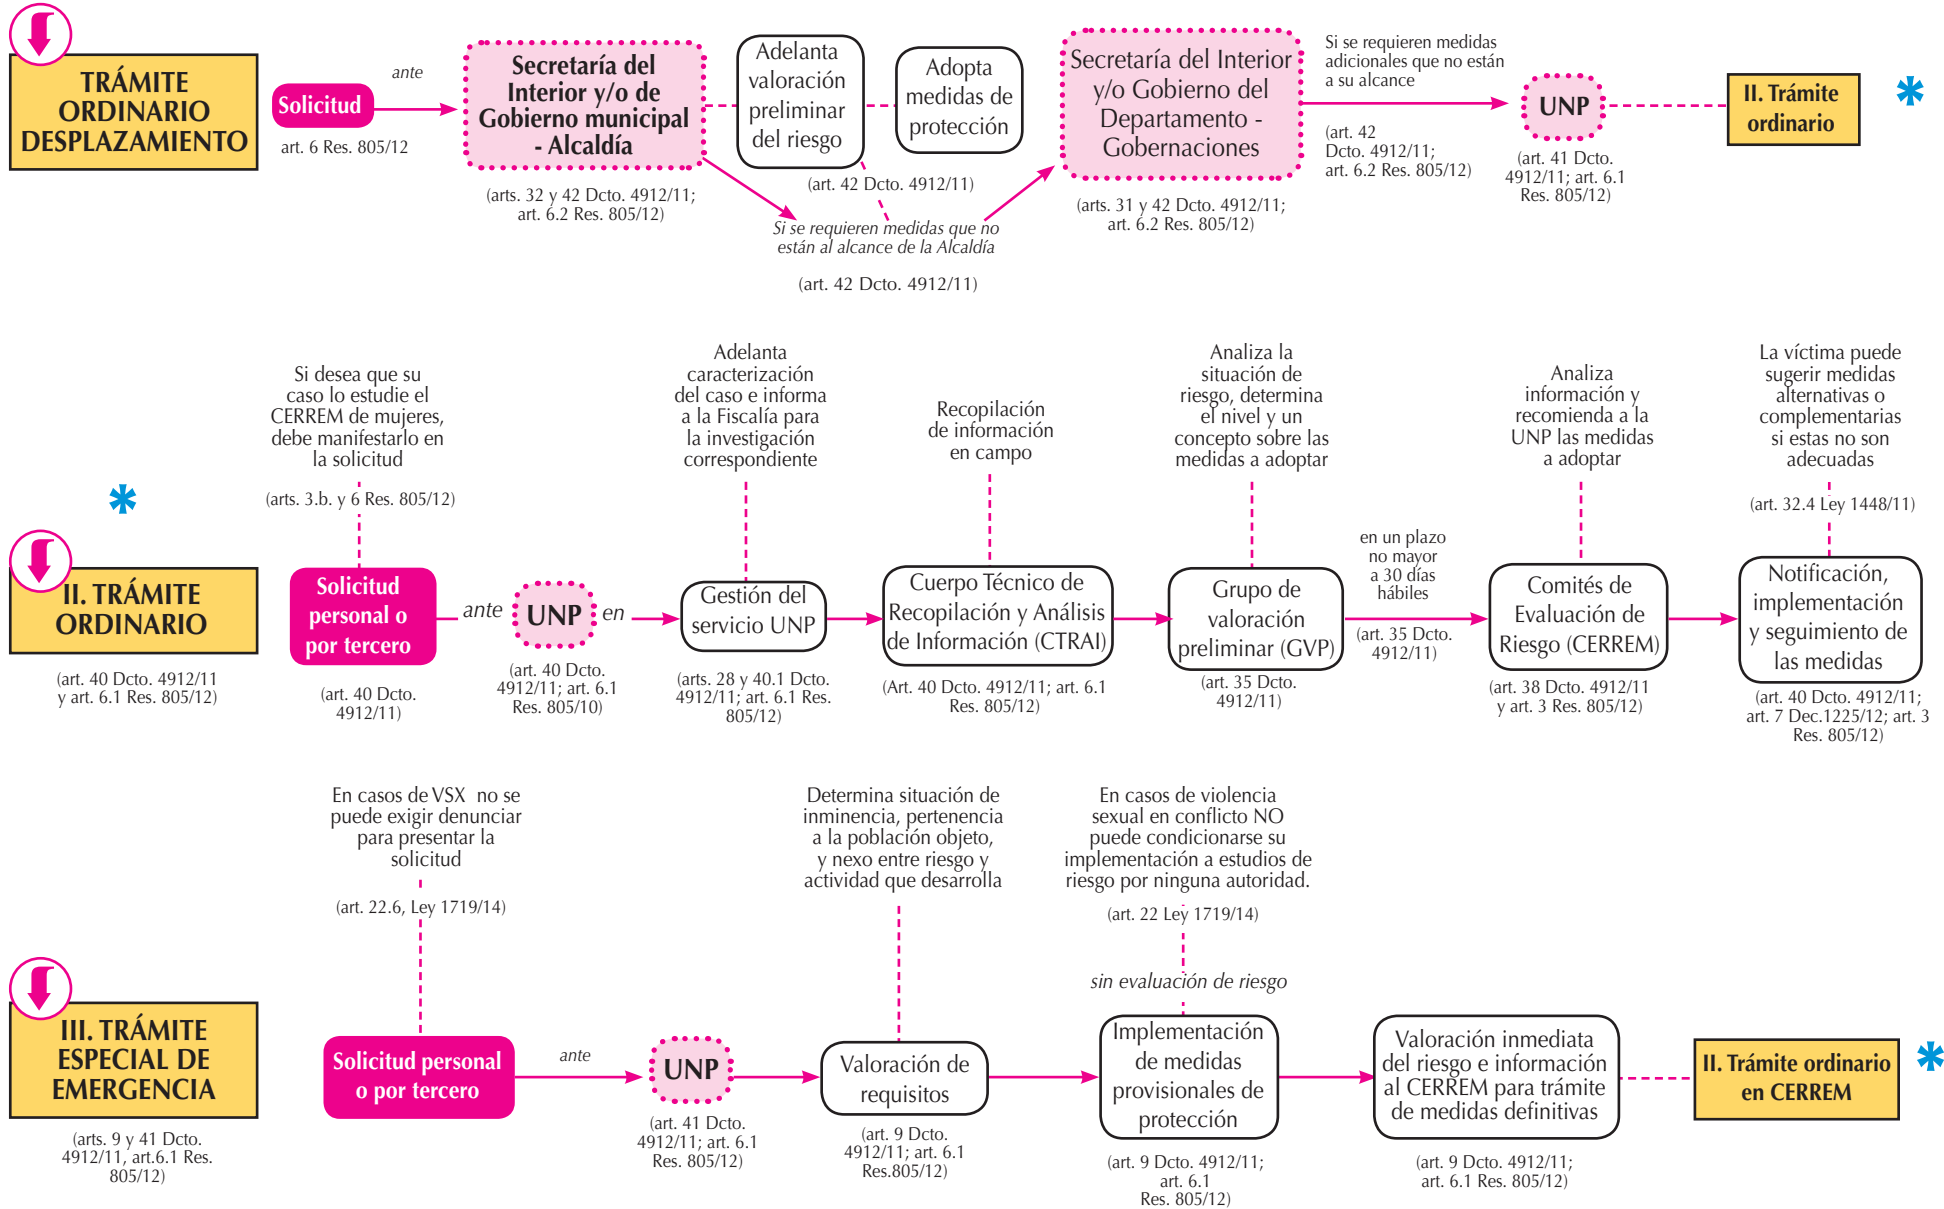 TRÁMITE
ORDINARIO
DESPLAZAMIENTO
Solicitud
art. 6 Res. 805/12
ante
Secretaría del
Interior y/o de
Gobierno municipal
- Alcaldía
(arts. 32 y 42 Dcto. 4912/11;
art. 6.2 Res. 805/12)
Adelanta
valoración
preliminar
del riesgo
Adopta
medidas de
protección
(art. 42 Dcto. 4912/11)
Si se requieren medidas que no
están al alcance de la Alcaldía
(art. 42 Dcto. 4912/11)
Secretaría del Interior
y/o Gobierno del
Departamento -
Gobernaciones
(arts. 31 y 42 Dcto. 4912/11;
art. 6.2 Res. 805/12)
Si se requieren medidas
adicionales que no están
a su alcance
(art. 42
Dcto. 4912/11;
art. 6.2 Res. 805/12)
UNP
(art. 41 Dcto.
4912/11; art. 6.1
Res. 805/12)
II. Trámite
ordinario
*
*
II. TRÁMITE
ORDINARIO
(art. 40 Dcto. 4912/11
y art. 6.1 Res. 805/12)
Si desea que su
caso lo estudie el
CERREM de mujeres,
debe manifestarlo en
la solicitud
(arts. 3.b. y 6 Res. 805/12)
Solicitud
personal o
por tercero
(art. 40 Dcto.
4912/11)
ante
UNP
en
(art. 40 Dcto.
4912/11; art. 6.1
Res. 805/10)
Adelanta
caracterización
del caso e informa
a la Fiscalía para
la investigación
correspondiente
Gestión del
servicio UNP
(arts. 28 y 40.1 Dcto.
4912/11; art. 6.1 Res.
805/12)
Recopilación
de información
en campo
Cuerpo Técnico de
Recopilación y Análisis
de Información (CTRAI)
(Art. 40 Dcto. 4912/11; art. 6.1
Res. 805/12)
Analiza la
situación de
riesgo, determina
el nivel y un
concepto sobre las
medidas a adoptar
Grupo de
valoración
preliminar (GVP)
(art. 35 Dcto.
4912/11)
en un plazo
no mayor
a 30 días
hábiles
(art. 35 Dcto.
4912/11)
Analiza
información y
recomienda a la
UNP las medidas
a adoptar
Comités de
Evaluación de
Riesgo (CERREM)
(art. 38 Dcto. 4912/11
y art. 3 Res. 805/12)
La víctima puede
sugerir medidas
alternativas o
complementarias
si estas no son
adecuadas
(art. 32.4 Ley 1448/11)
Notificación,
implementación
y seguimiento de
las medidas
(art. 40 Dcto. 4912/11;
art. 7 Dec.1225/12; art. 3
Res. 805/12)
III. TRÁMITE
ESPECIAL DE
EMERGENCIA
(arts. 9 y 41 Dcto.
4912/11, art.6.1 Res.
805/12)
En casos de VSX no se
puede exigir denunciar
para presentar la
solicitud
(art. 22.6, Ley 1719/14)
Solicitud personal
o por tercero
ante
UNP
(art. 41 Dcto.
4912/11; art. 6.1
Res. 805/12)
Determina situación de
inminencia, pertenencia
a la población objeto,
y nexo entre riesgo y
actividad que desarrolla
Valoración de
requisitos
(art. 9 Dcto.
4912/11; art. 6.1
Res.805/12)
En casos de violencia
sexual en conflicto NO
puede condicionarse su
implementación a estudios de
riesgo por ninguna autoridad.
(art. 22 Ley 1719/14)
sin evaluación de riesgo
Implementación
de medidas
provisionales de
protección
(art. 9 Dcto. 4912/11;
art. 6.1
Res. 805/12)
Valoración inmediata
del riesgo e información
al CERREM para trámite
de medidas definitivas
(art. 9 Dcto. 4912/11;
art. 6.1 Res. 805/12)
II. Trámite ordinario
en CERREM
*